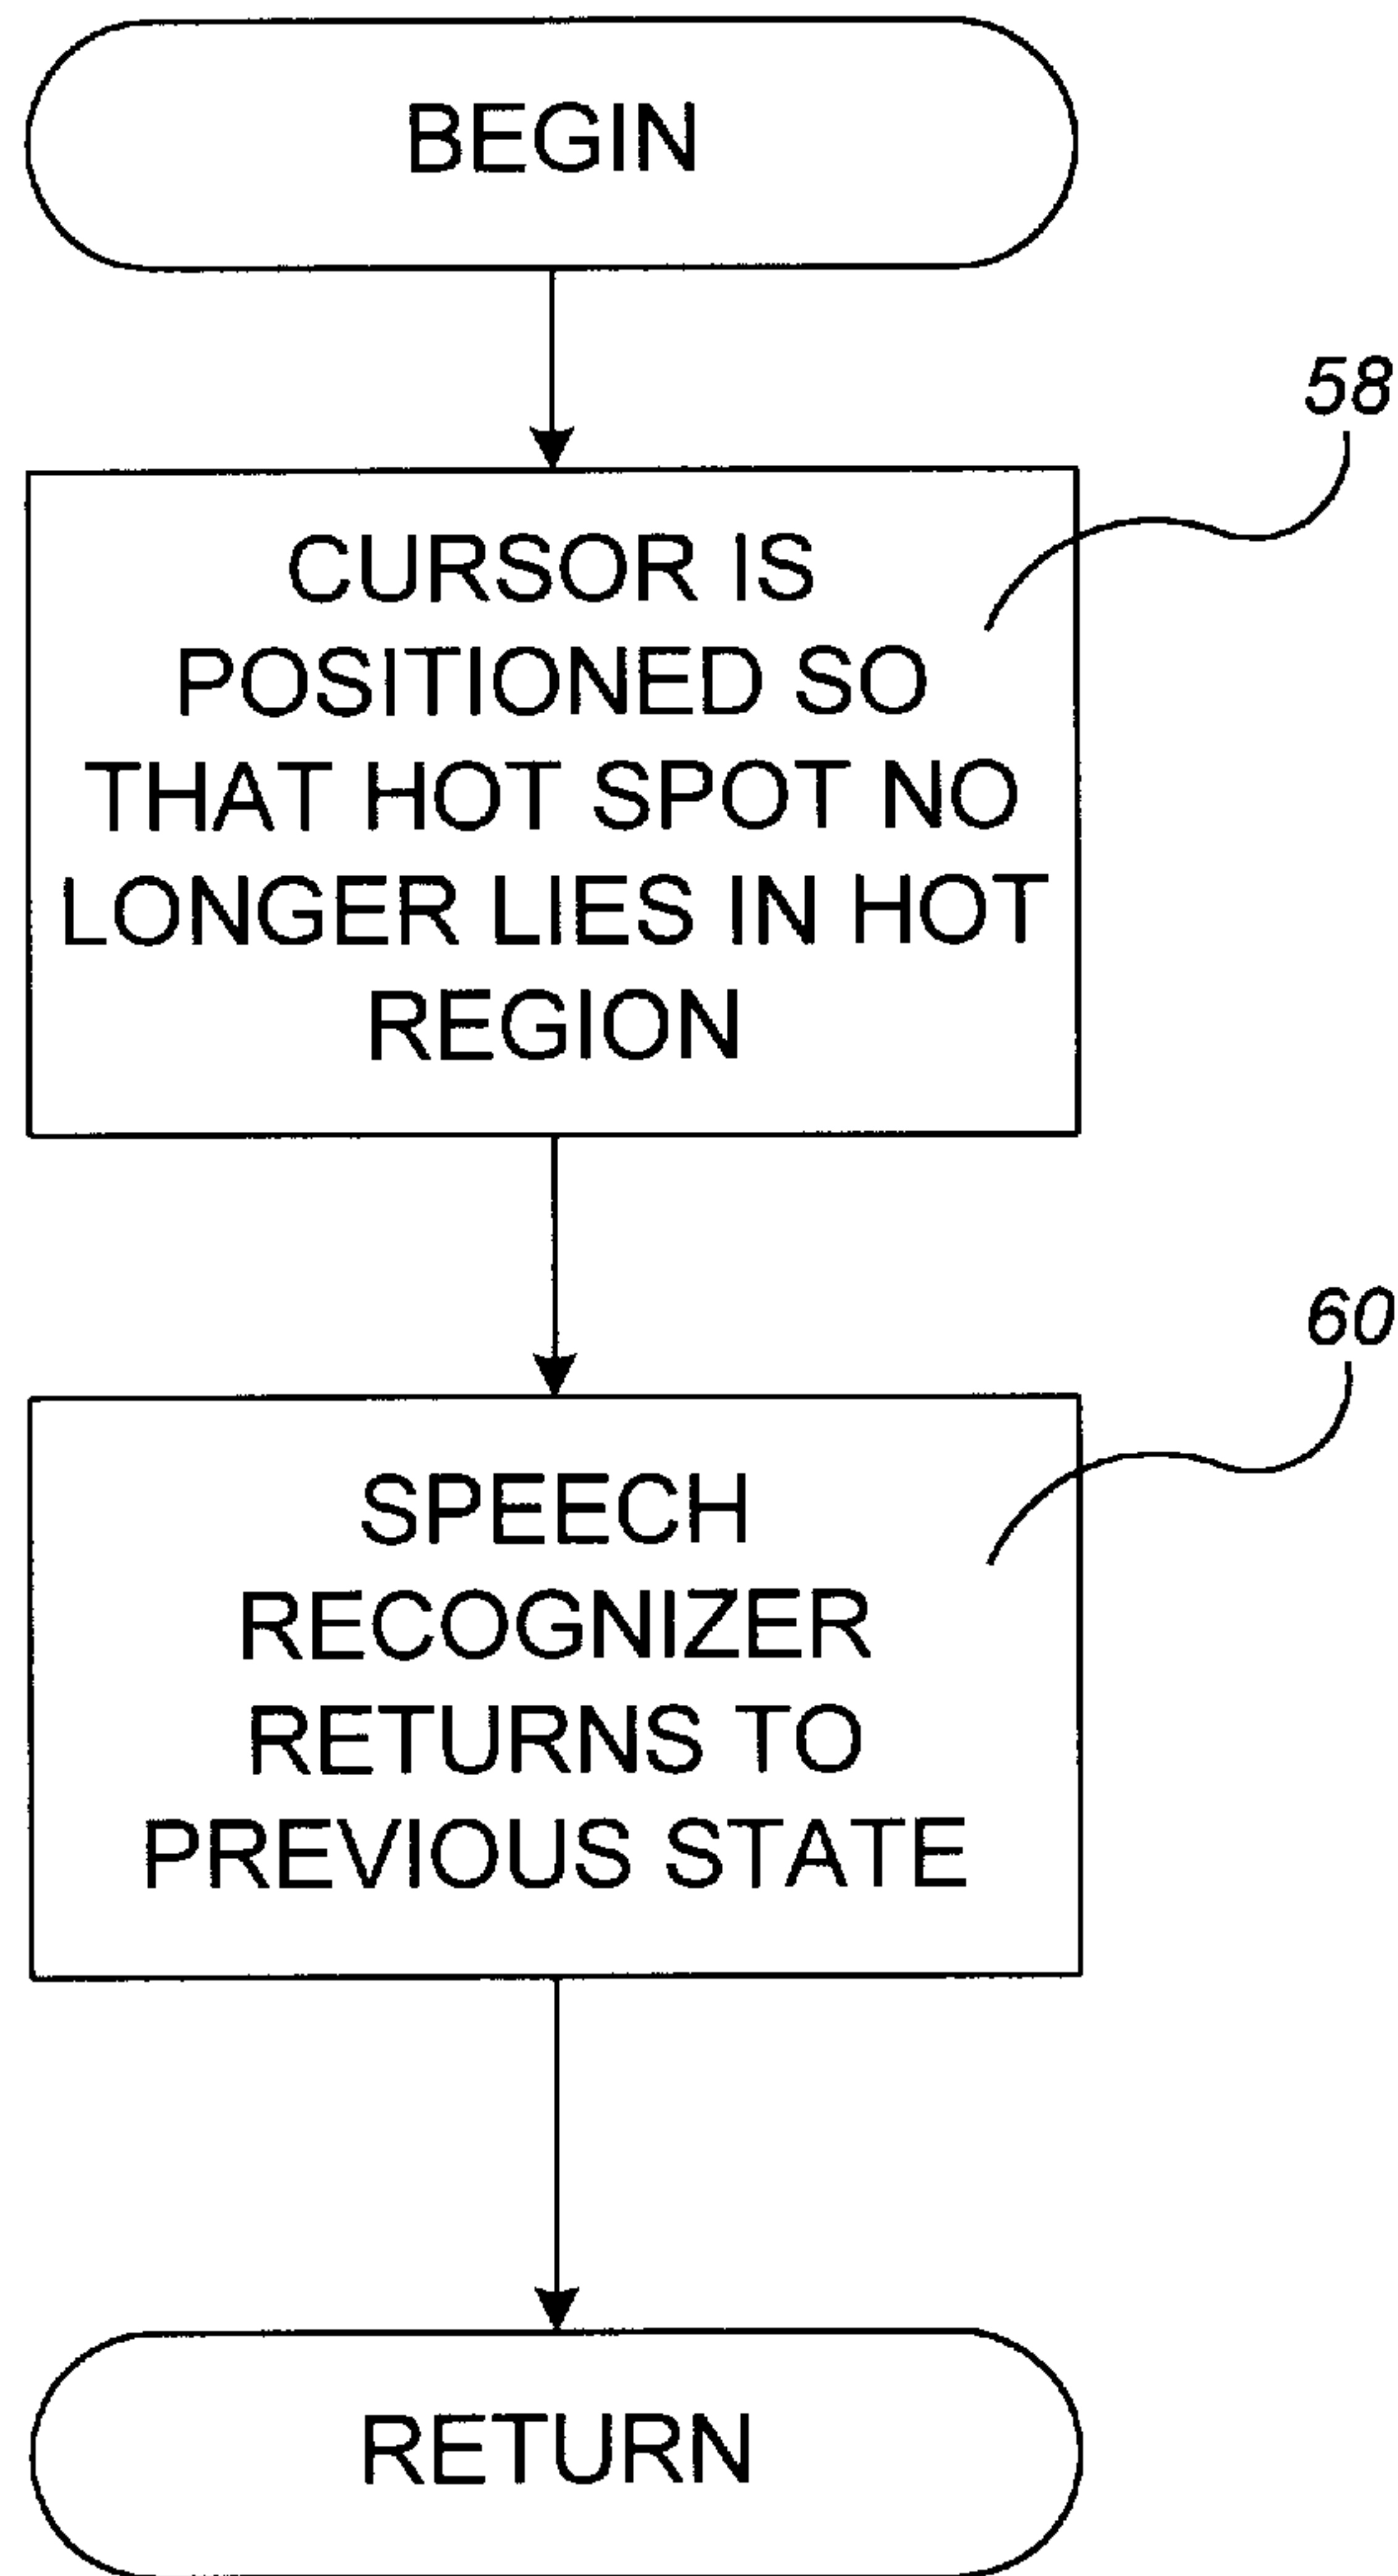 BEGIN
58
CURSOR IS
POSITIONED SO
THAT HOT SPOT NO
LONGER LIES IN HOT
REGION
60
SPEECH
RECOGNIZER
RETURNS TO
PREVIOUS STATE
RETURN